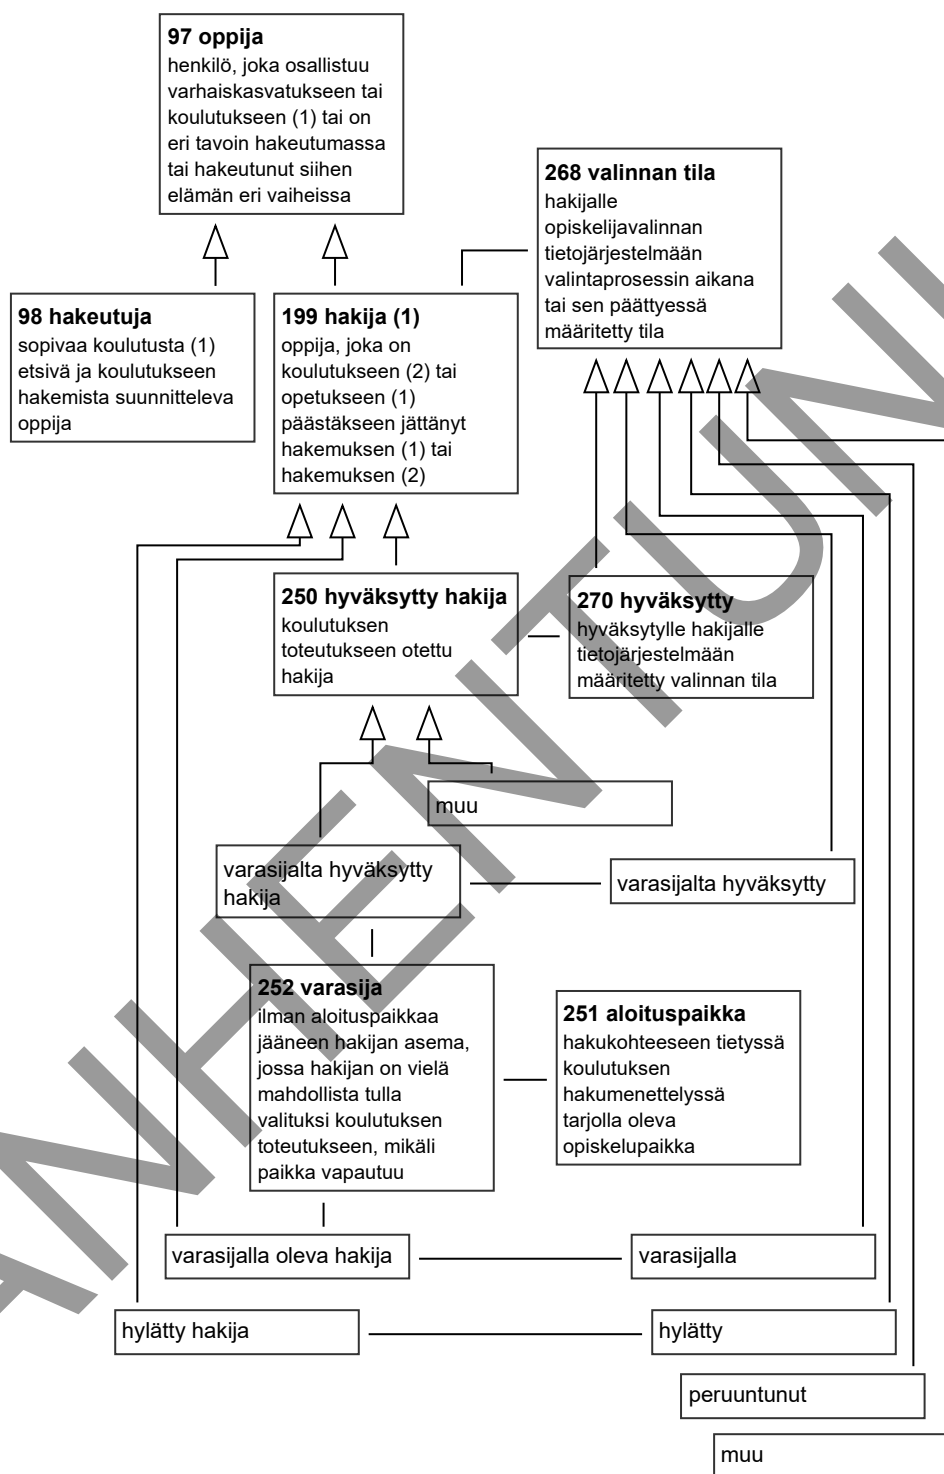 97 oppija
henkilö, joka osallistuu
varhaiskasvatukseen tai
koulutukseen (1) tai on
eri tavoin hakeutumassa
tai hakeutunut siihen
elämän eri vaiheissa
268 valinnan tila
hakijalle
opiskelijavalinnan
tietojärjestelmään
valintaprosessin aikana
tai sen päättyessä
määritetty tila
98 hakeutuja
sopivaa koulutusta (1)
etsivä ja koulutukseen
hakemista suunnitteleva
oppija
199 hakija (1)
oppija, joka on
koulutukseen (2) tai
opetukseen (1)
päästäkseen jättänyt
hakemuksen (1) tai
hakemuksen (2)
250 hyväksytty hakija
koulutuksen
toteutukseen otettu
hakija
270 hyväksytty
hyväksytylle hakijalle
tietojärjestelmään
määritetty valinnan tila
muu
varasijalta hyväksytty
hakija
varasijalta hyväksytty
252 varasija
ilman aloituspaikkaa
jääneen hakijan asema,
jossa hakijan on vielä
mahdollista tulla
valituksi koulutuksen
toteutukseen, mikäli
paikka vapautuu
251 aloituspaikka
hakukohteeseen tietyssä
koulutuksen
hakumenettelyssä
tarjolla oleva
opiskelupaikka
varasijalla oleva hakija
varasijalla
hylätty hakija
hylätty
peruuntunut
muu
ANHENTUN